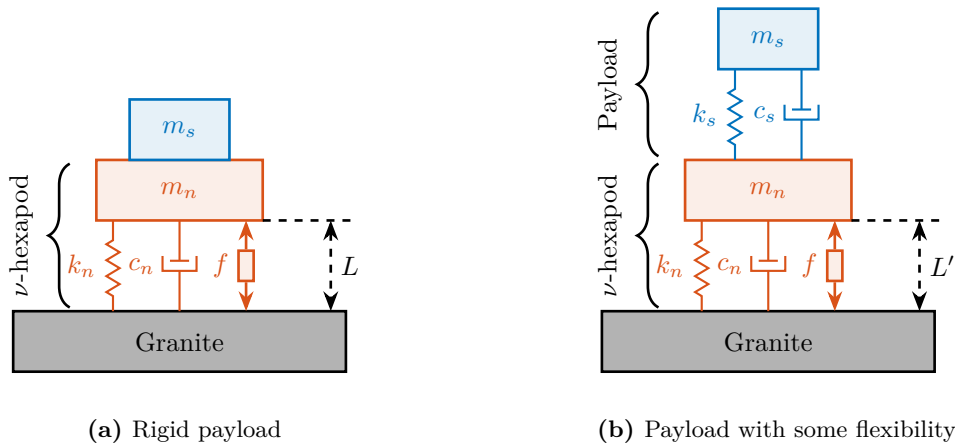 m_s
ν-hexapod
m_n
k_n
c_n
f
L
Granite
(a) Rigid payload
Payload
m_s
k_s
c_s
ν-hexapod
m_n
k_n
c_n
f
L′
Granite
(b) Payload with some flexibility